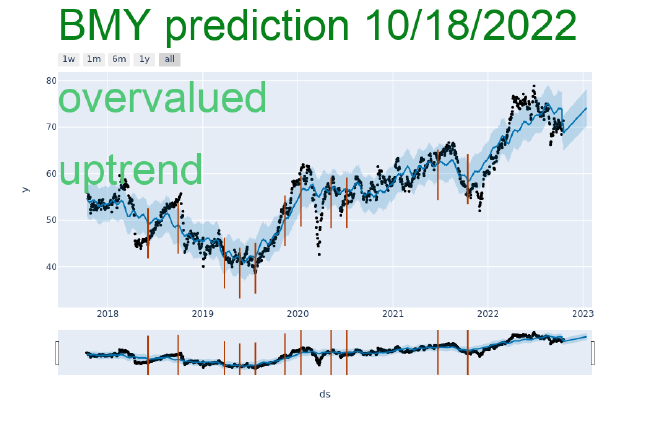 BMY prediction 10/18/2022
1w 1m 6m 1y all
overvalued
uptrend
80
70
60
50
40
y
2018 2019 2020 2021 2022 2023
ds